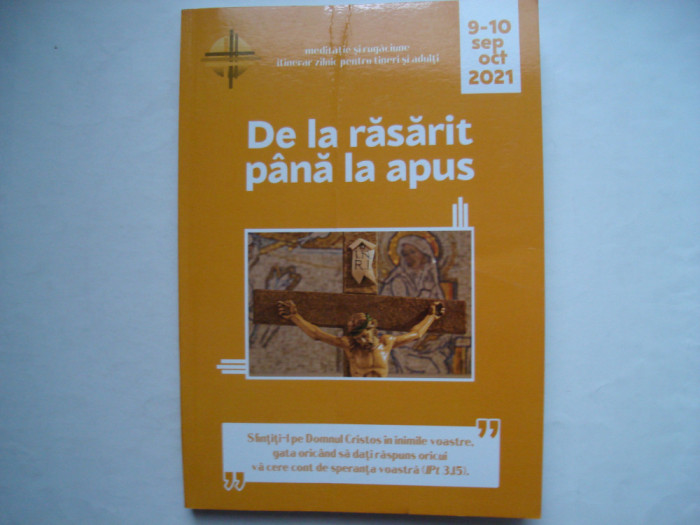 meditație și rugăciune
itinerar zilnic pentru tineri și adulți
9-10
sep
oct
2021
De la răsărit
până la apus
I N
R I
Sfințiți-l pe Domnul Cristos în inimile voastre,
gata oricând să dați răspuns oricui
vă cere cont de speranța voastră (1Pt 3,15).